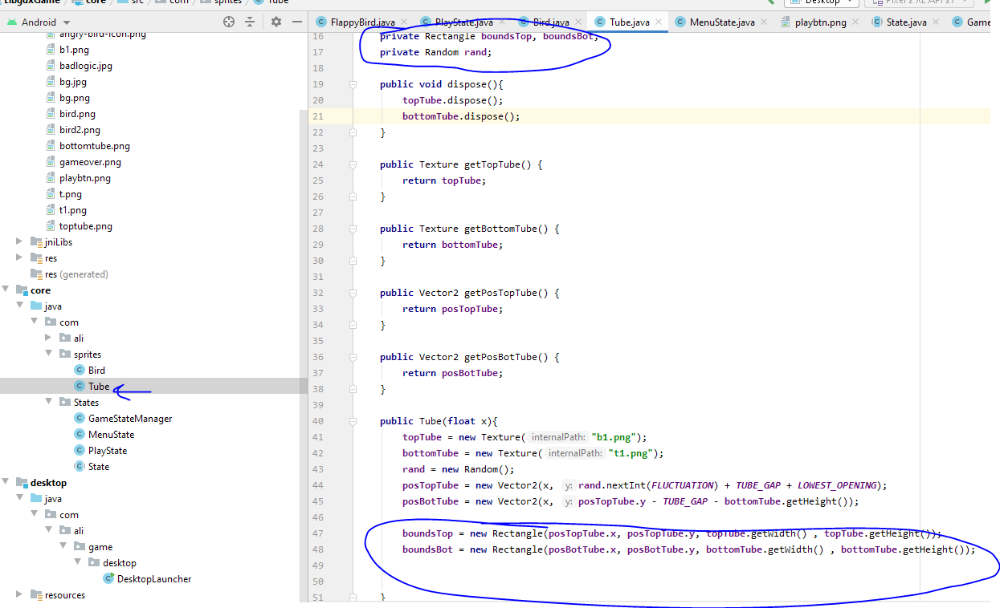 LibgdxGame core src com sprites Tube
Desktop Pixel 2 XL API 27
Android
FlappyBird.java PlayState.java Bird.java Tube.java MenuState.java playbtn.png State.java Game
angry-bird-icon.png
b1.png
badlogic.jpg
bg.jpg
bg.png
bird.png
bird2.png
bottomtube.png
gameover.png
playbtn.png
t.png
t1.png
toptube.png
jniLibs
res
res (generated)
core
java
com
ali
sprites
Bird
Tube
States
GameStateManager
MenuState
PlayState
State
desktop
java
com
ali
game
desktop
DesktopLauncher
resources
16 private Rectangle boundsTop, boundsBot;
17 private Random rand;
18
19 public void dispose(){
20 topTube.dispose();
21 bottomTube.dispose();
22 }
23
24 public Texture getTopTube() {
25 return topTube;
26 }
27
28 public Texture getBottomTube() {
29 return bottomTube;
30 }
31
32 public Vector2 getPosTopTube() {
33 return posTopTube;
34 }
35
36 public Vector2 getPosBotTube() {
37 return posBotTube;
38 }
39
40 public Tube(float x){
41 topTube = new Texture( internalPath: "b1.png");
42 bottomTube = new Texture( internalPath: "t1.png");
43 rand = new Random();
44 posTopTube = new Vector2(x, y: rand.nextInt(FLUCTUATION) + TUBE_GAP + LOWEST_OPENING);
45 posBotTube = new Vector2(x, y: posTopTube.y - TUBE_GAP - bottomTube.getHeight());
46
47 boundsTop = new Rectangle(posTopTube.x, posTopTube.y, topTube.getWidth() , topTube.getHeight());
48 boundsBot = new Rectangle(posBotTube.x, posBotTube.y, bottomTube.getWidth() , bottomTube.getHeight());
49
50
51 }